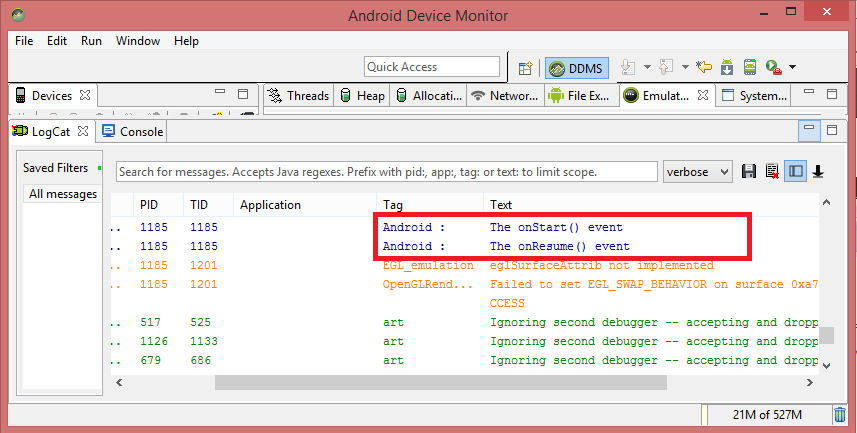 Android Device Monitor
File Edit Run Window Help
Quick Access
DDMS
Devices
Threads Heap Allocati... Networ... File Ex... Emulat... System...
LogCat Console
Saved Filters
Search for messages. Accepts Java regexes. Prefix with pid:, app:, tag: or text: to limit scope.
verbose
All messages
PID TID Application Tag Text
.. 1185 1185 Android : The onStart() event
.. 1185 1185 Android : The onResume() event
.. 1185 1201 EGL_emulation eglSurfaceAttrib not implemented
.. 1185 1201 OpenGLRend... Failed to set EGL_SWAP_BEHAVIOR on surface 0xa7
CCESS
.. 517 525 art Ignoring second debugger -- accepting and dropp
.. 1126 1133 art Ignoring second debugger -- accepting and dropp
.. 679 686 art Ignoring second debugger -- accepting and dropp
21M of 527M